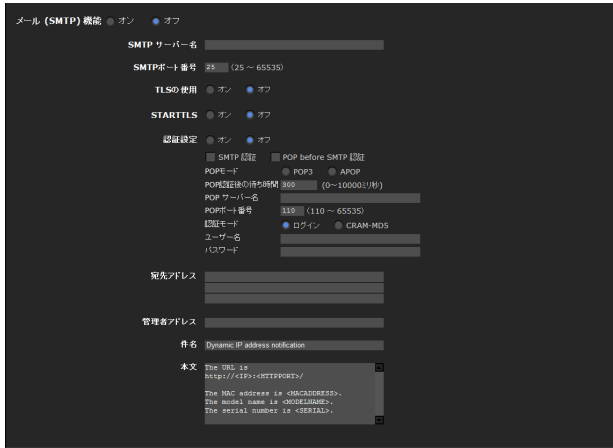 メール (SMTP) 機能 オン オフ
SMTP サーバー名
SMTPポート番号 25 (25 ~ 65535)
TLSの使用 オン オフ
STARTTLS オン オフ
認証設定 オン オフ
SMTP 認証 POP before SMTP 認証
POPモード POP3 APOP
POP認証後の待ち時間 300 (0~10000ミリ秒)
POP サーバー名
POPポート番号 110 (110 ~ 65535)
認証モード ログイン CRAM-MD5
ユーザー名
パスワード
宛先アドレス
管理者アドレス
件名 Dynamic IP address notification
本文 The URL is
http://<IP>:<HTTPPORT>/
The MAC address is <MACADDRESS>.
The model name is <MODELNAME>.
The serial number is <SERIAL>.